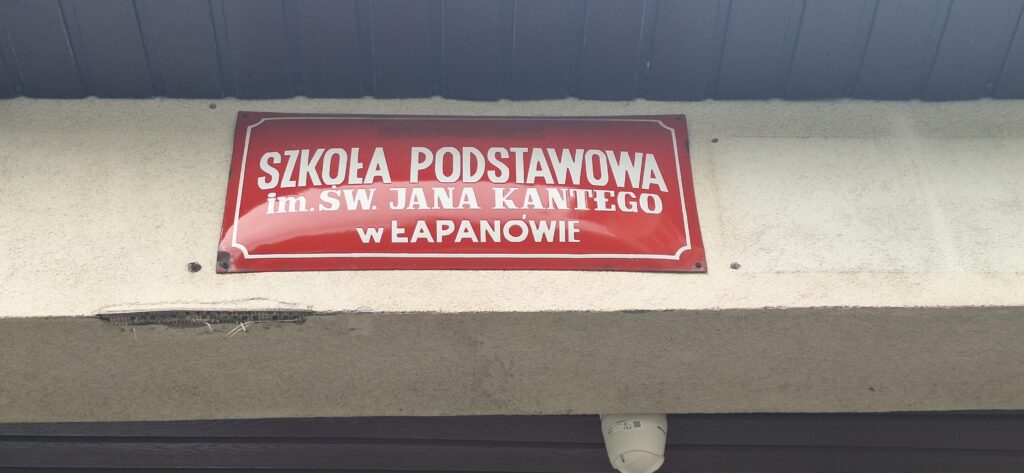 SZKOŁA PODSTAWOWA
im. ŚW. JANA KANTEGO
w ŁAPANÓWIE